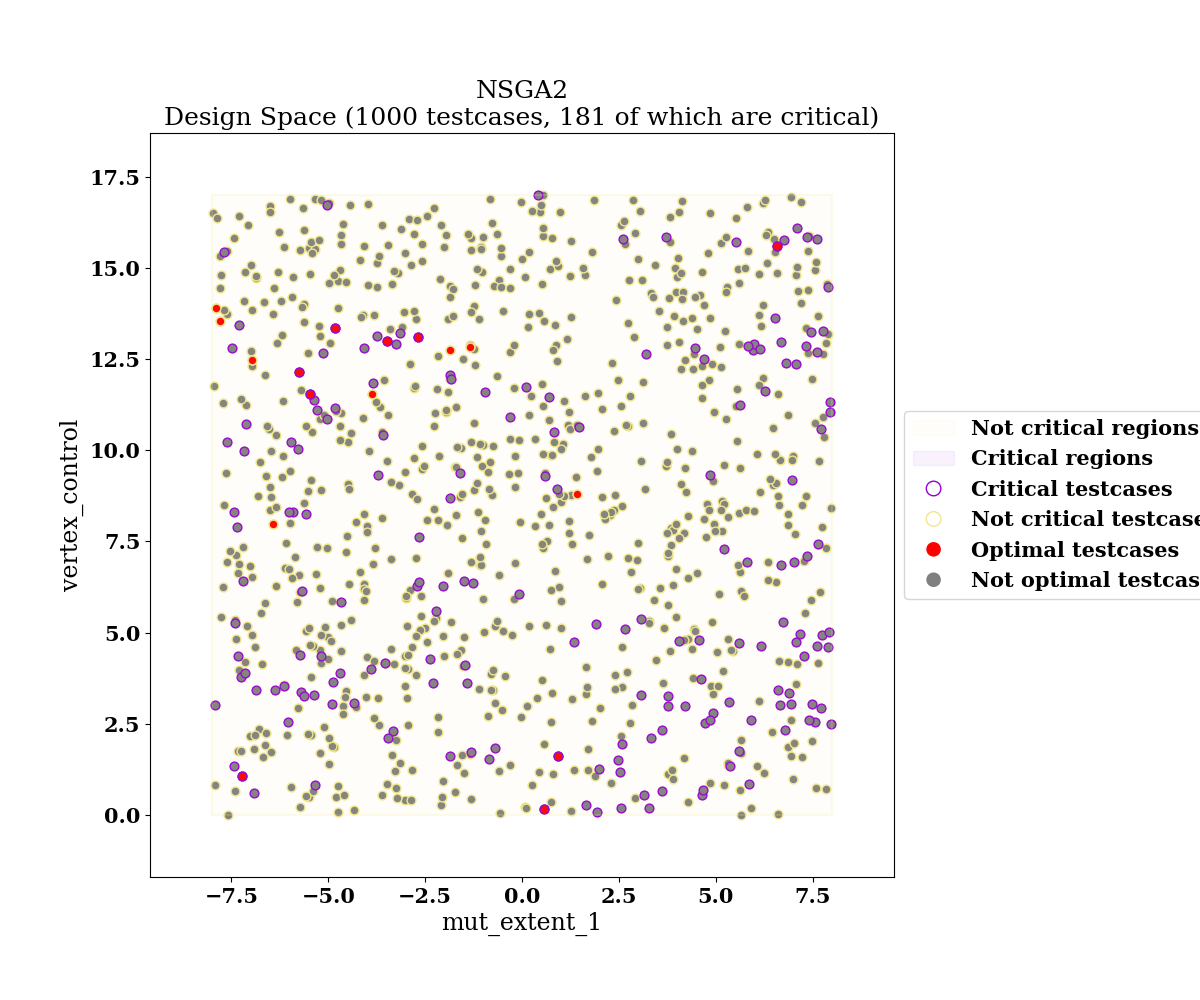 NSGA2
Design Space (1000 testcases, 181 of which are critical)
17.5
15.0
12.5
10.0
7.5
5.0
2.5
0.0
vertex_control
−7.5 −5.0 −2.5 0.0 2.5 5.0 7.5
mut_extent_1
Not critical regions
Critical regions
Critical testcases
Not critical testcase
Optimal testcases
Not optimal testcas